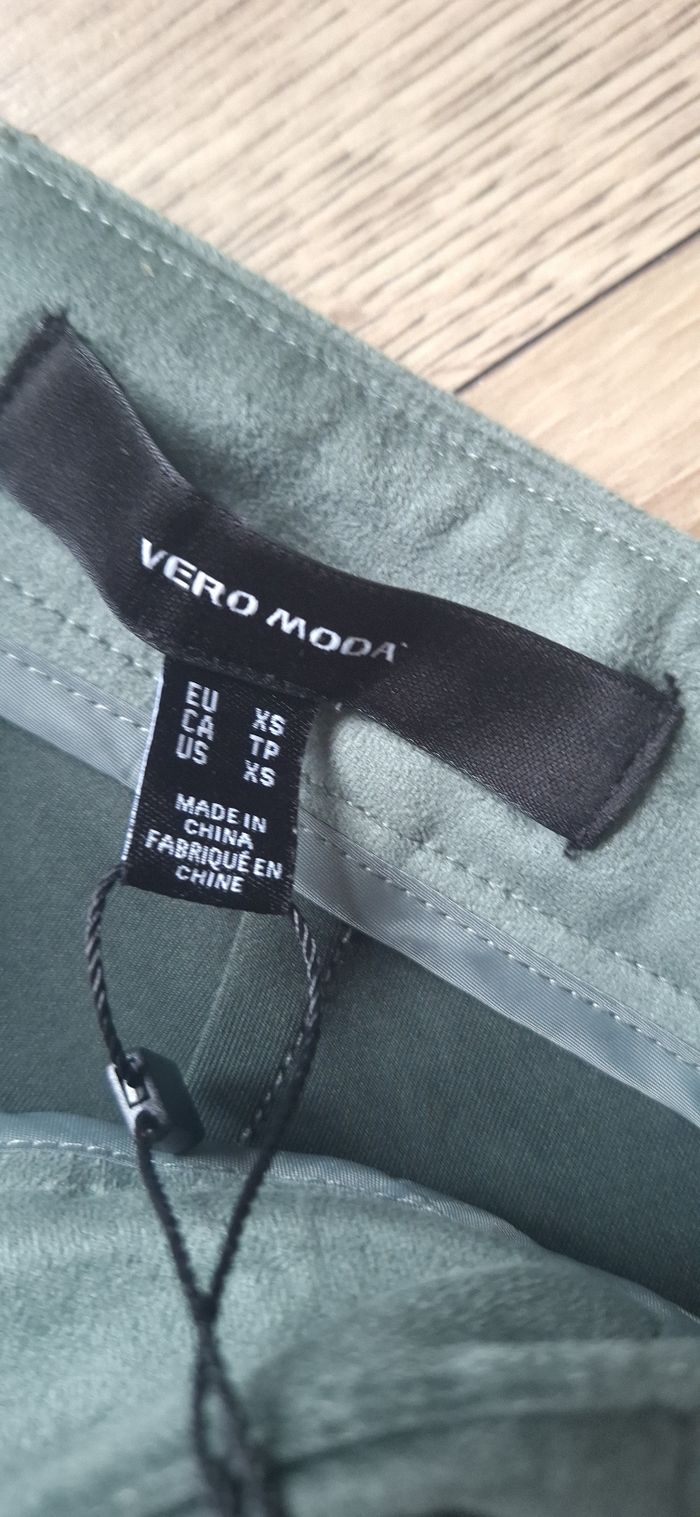 VERO MODA
EU XS
CA TP
US XS
MADE IN
CHINA
FABRIQUÉ EN
CHINE